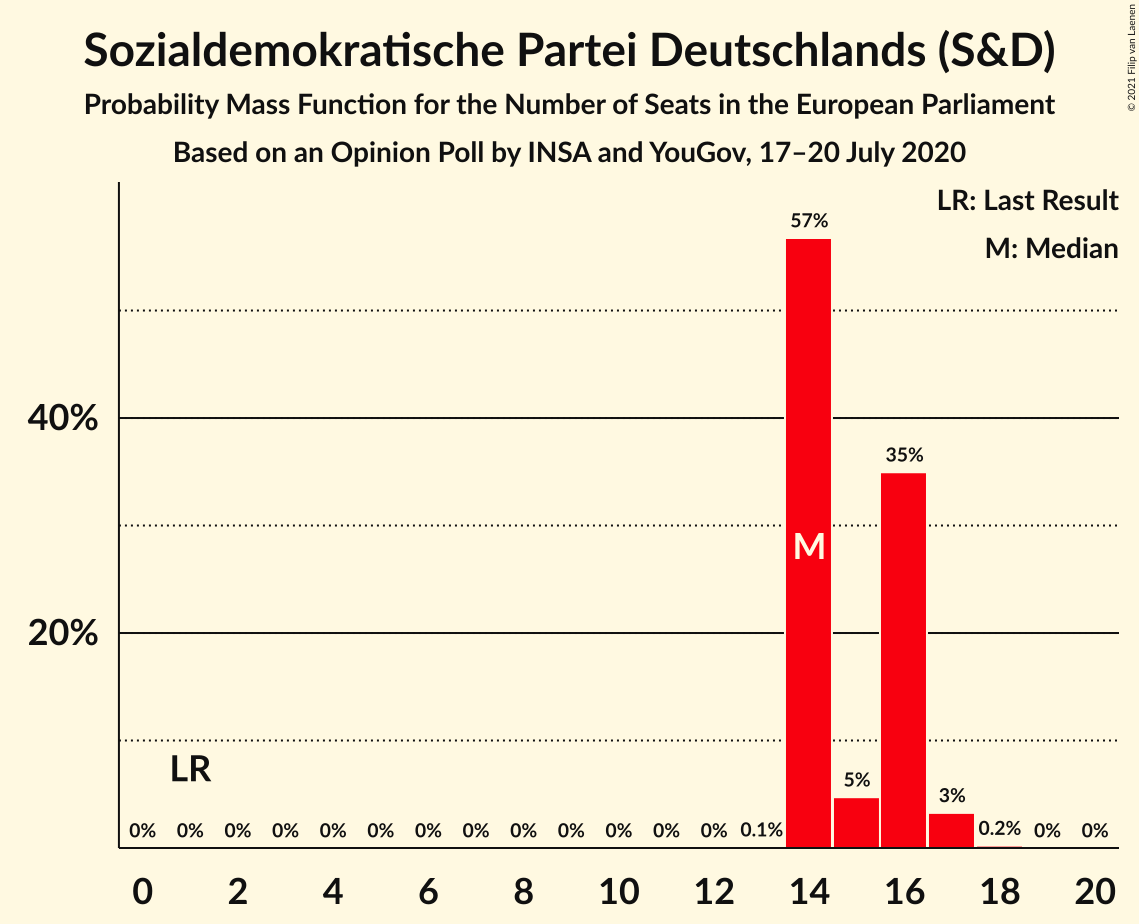 Sozialdemokratische Partei Deutschlands (S&D)
Probability Mass Function for the Number of Seats in the European Parliament
Based on an Opinion Poll by INSA and YouGov, 17–20 July 2020
© 2021 Filip van Laenen
LR: Last Result
M: Median
57%
40%
35%
M
20%
LR
5%
3%
0% 0% 0% 0% 0% 0% 0% 0% 0% 0% 0% 0% 0% 0.1% 0.2% 0% 0%
0 2 4 6 8 10 12 14 16 18 20